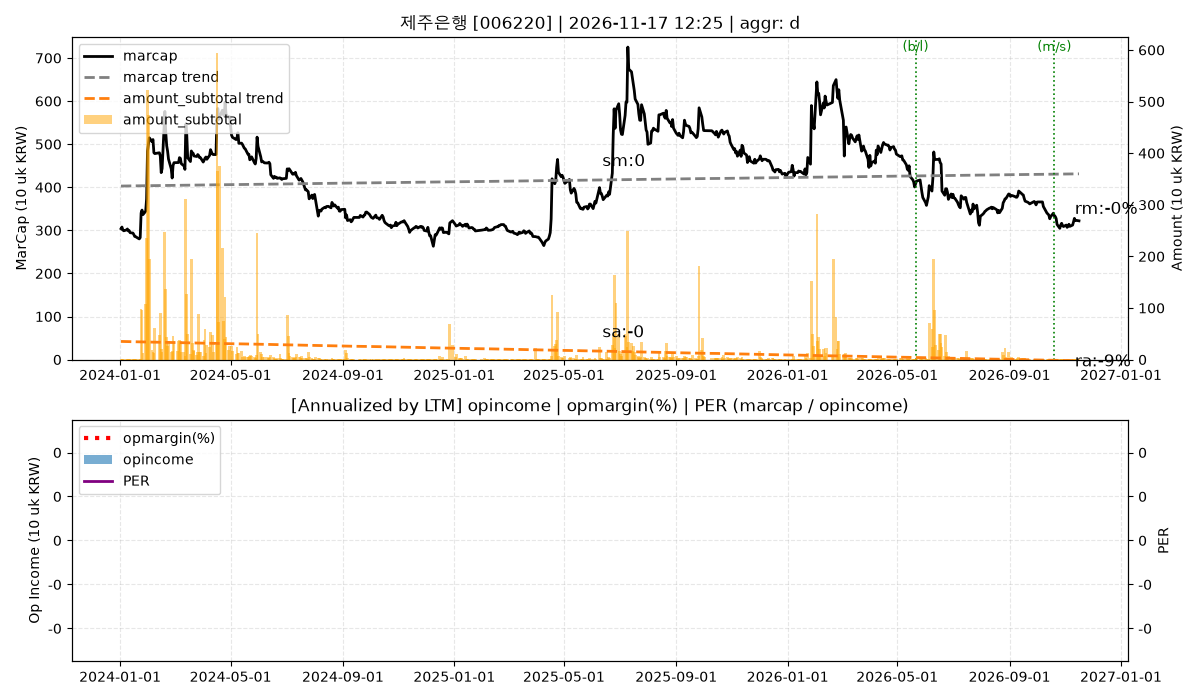 제주은행 [006220] | 2026-11-17 12:25 | aggr: d
marcap
marcap trend
amount_subtotal trend
amount_subtotal
(b/l)
(m/s)
sm:0
rm:-0%
sa:-0
ra:-9%
MarCap (10 uk KRW)
700
600
500
400
300
200
100
0
Amount (10 uk KRW)
600
500
400
300
200
100
0
2024-01-01 2024-05-01 2024-09-01 2025-01-01 2025-05-01 2025-09-01 2026-01-01 2026-05-01 2026-09-01 2027-01-01
[Annualized by LTM] opincome | opmargin(%) | PER (marcap / opincome)
opmargin(%)
opincome
PER
Op Income (10 uk KRW)
0
0
0
-0
-0
PER
0
0
0
-0
-0
2024-01-01 2024-05-01 2024-09-01 2025-01-01 2025-05-01 2025-09-01 2026-01-01 2026-05-01 2026-09-01 2027-01-01